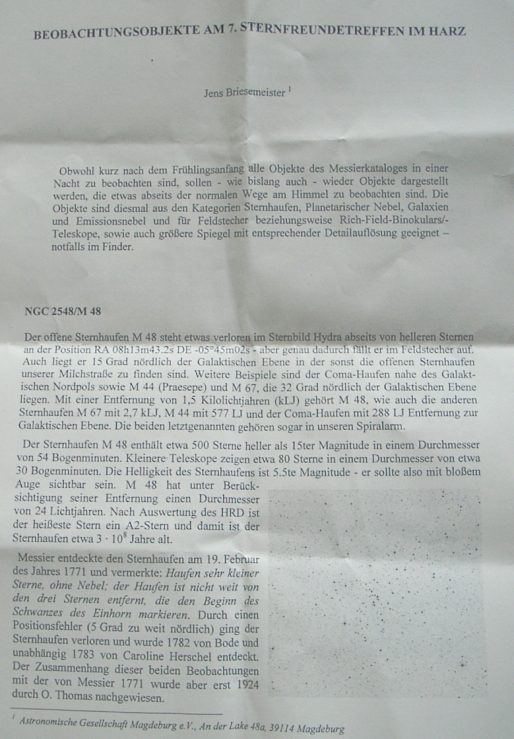 BEOBACHTUNGSOBJEKTE AM 7. STERNFREUNDETREFFEN IM HARZ
Jens Briesemeister ¹
Obwohl kurz nach dem Frühlingsanfang alle Objekte des Messierkataloges in einer
Nacht zu beobachten sind, sollen - wie bislang auch - wieder Objekte dargestellt
werden, die etwas abseits der normalen Wege am Himmel zu beobachten sind. Die
Objekte sind diesmal aus den Kategorien Sternhaufen, Planetarischer Nebel, Galaxien
und Emissionsnebel und für Feldstecher beziehungsweise Rich-Field-Binokulars/-
Teleskope, sowie auch größere Spiegel mit entsprechender Detailauflösung geeignet –
notfalls im Finder.
NGC 2548/M 48
Der offene Sternhaufen M 48 steht etwas verloren im Sternbild Hydra abseits von helleren Sternen
an der Position RA 08h13m43.2s DE -05°45m02s - aber genau dadurch fällt er im Feldstecher auf.
Auch liegt er 15 Grad nördlich der Galaktischen Ebene in der sonst die offenen Sternhaufen
unserer Milchstraße zu finden sind. Weitere Beispiele sind der Coma-Haufen nahe des Galakt-
ischen Nordpols sowie M 44 (Praesepe) und M 67, die 32 Grad nördlich der Galaktischen Ebene
liegen. Mit einer Entfernung von 1,5 Kilolichtjahren (kLJ) gehört M 48, wie auch die anderen
Sternhaufen M 67 mit 2,7 kLJ, M 44 mit 577 LJ und der Coma-Haufen mit 288 LJ Entfernung zur
Galaktischen Ebene. Die beiden letztgenannten gehören sogar in unseren Spiralarm.
Der Sternhaufen M 48 enthält etwa 500 Sterne heller als 15ter Magnitude in einem Durchmesser
von 54 Bogenminuten. Kleinere Teleskope zeigen etwa 80 Sterne in einem Durchmesser von etwa
30 Bogenminuten. Die Helligkeit des Sternhaufens ist 5.5te Magnitude - er sollte also mit bloßem
Auge sichtbar sein. M 48 hat unter Berück-
sichtigung seiner Entfernung einen Durchmesser
von 24 Lichtjahren. Nach Auswertung des HRD ist
der heißeste Stern ein A2-Stern und damit ist der
Sternhaufen etwa 3 · 10⁸ Jahre alt.
Messier entdeckte den Sternhaufen am 19. Februar
des Jahres 1771 und vermerkte: Haufen sehr kleiner
Sterne, ohne Nebel; der Haufen ist nicht weit von
den drei Sternen entfernt, die den Beginn des
Schwanzes des Einhorn markieren. Durch einen
Positionsfehler (5 Grad zu weit nördlich) ging der
Sternhaufen verloren und wurde 1782 von Bode und
unabhängig 1783 von Caroline Herschel entdeckt.
Der Zusammenhang dieser beiden Beobachtungen
mit der von Messier 1771 wurde aber erst 1924
durch O. Thomas nachgewiesen.
¹ Astronomische Gesellschaft Magdeburg e.V., An der Lake 48a, 39114 Magdeburg